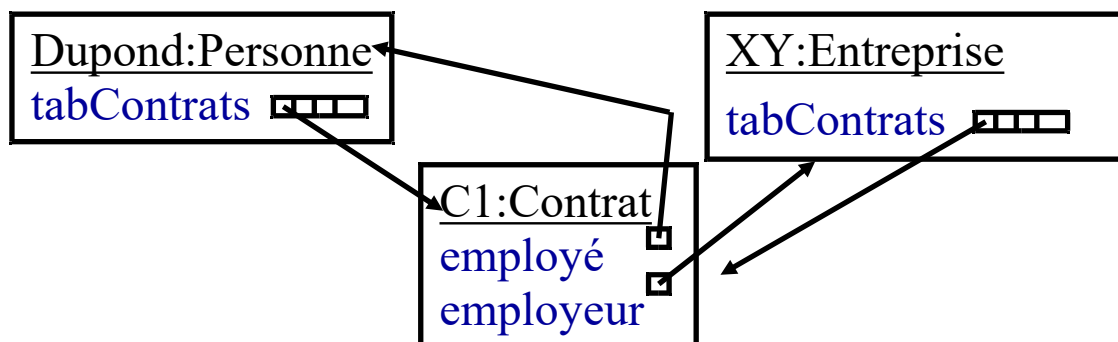 Dupond:Personne
tabContrats
XY:Entreprise
tabContrats
C1:Contrat
employé
employeur